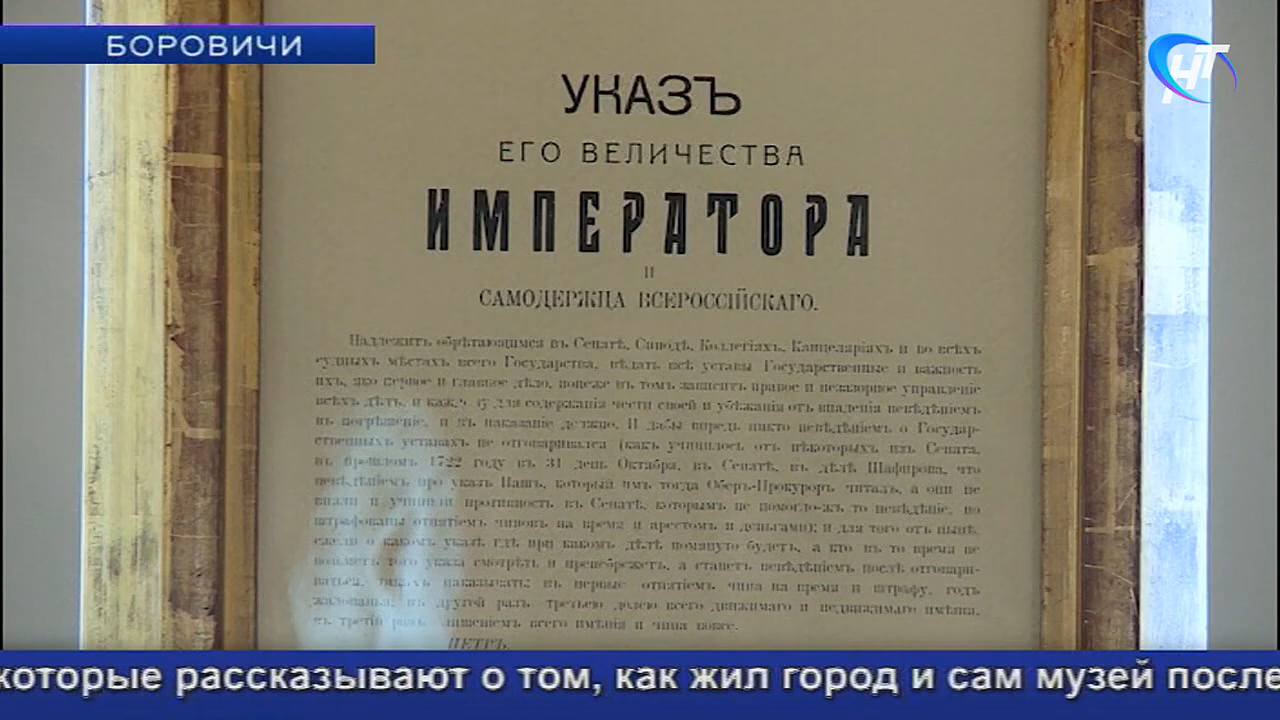 БОРОВИЧИ
НТ
УКАЗЪ
ЕГО ВЕЛИЧЕСТВА
ИМПЕРАТОРА
И
САМОДЕРЖЦА ВСЕРОССІЙСКАГО.
Надлежитъ обрѣтающимся въ Сенатѣ, Синодѣ, Коллегіяхъ, Канцеляріяхъ и во всѣхъ
судныхъ мѣстахъ всего Государства, вѣдать всѣ уставы Государственные и важность
ихъ, яко первое и главное дѣло, понеже въ томъ зависитъ правое и незазорное управленіе
всѣхъ дѣлъ, и каждому для содержанія чести своей и убѣжанія отъ впаденія невѣдѣніемъ
въ погрѣшеніе, и въ наказаніе должно. И дабы впредь никто невѣдѣніемъ о Государ-
ственныхъ уставахъ не отговаривался (какъ учинилось отъ нѣкоторыхъ изъ Сената,
въ прошломъ 1722 году въ 31 день Октября, въ Сенатѣ, въ дѣлѣ Шафирова, что
невѣдѣніемъ про указъ Нашъ, который имъ тогда Оберъ-Прокуроръ читалъ, а они не
вняли и учинили противность въ Сенатѣ, которымъ не помогло-жъ то невѣдѣніе, но
штрафованы отнятіемъ чиновъ на время и арестомъ и деньгами); и для того отъ нынѣ,
ежели о какомъ указѣ гдѣ при какомъ дѣлѣ помянуто будетъ, а кто въ то время не
возьметъ того указа смотрѣть и пренебрежетъ, а станетъ невѣдѣніемъ послѣ отговари-
ваться, такихъ наказывать: въ первые отнятіемъ чина на время и штрафу, годъ
жалованья; въ другой разъ третьею долею всего движимаго и недвижимаго имѣнія,
въ третій разъ лишеніемъ всего имѣнія и чина вовсе.
ПЕТРЪ.
которые рассказывают о том, как жил город и сам музей после